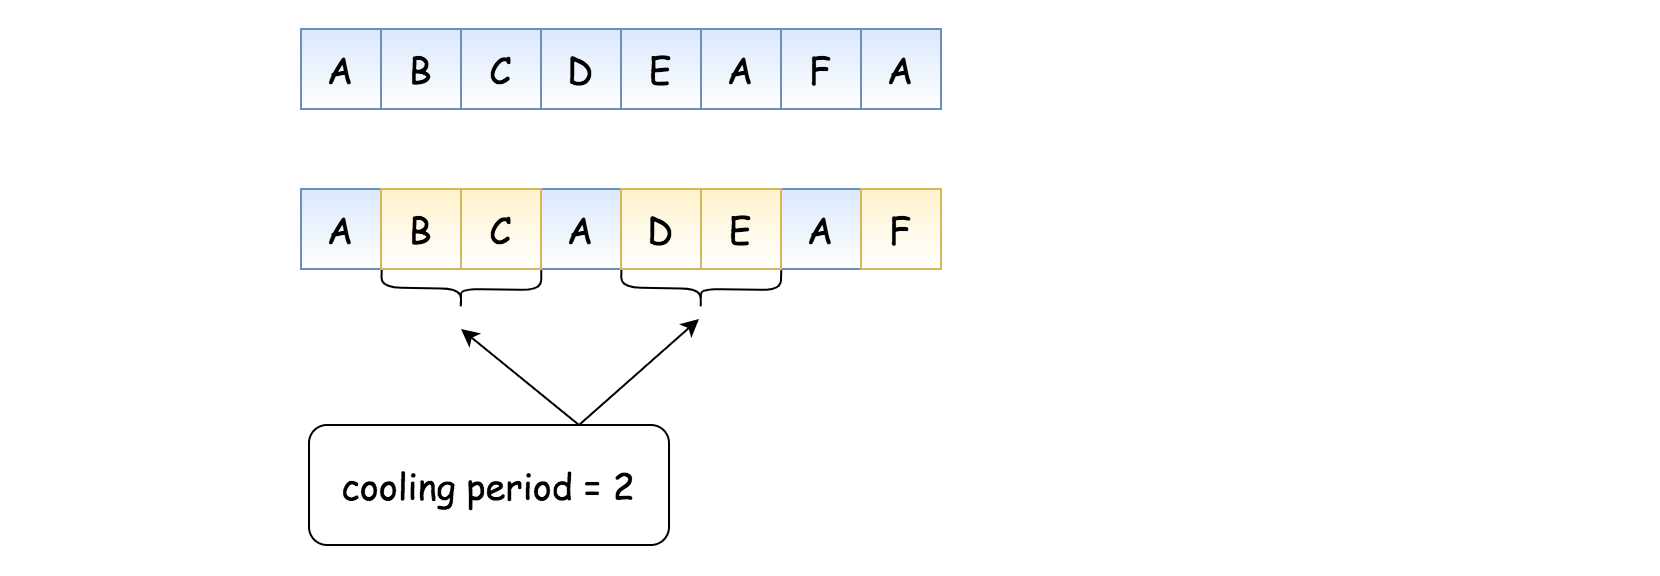 A B C D E A F A
A B C A D E A F
cooling period = 2